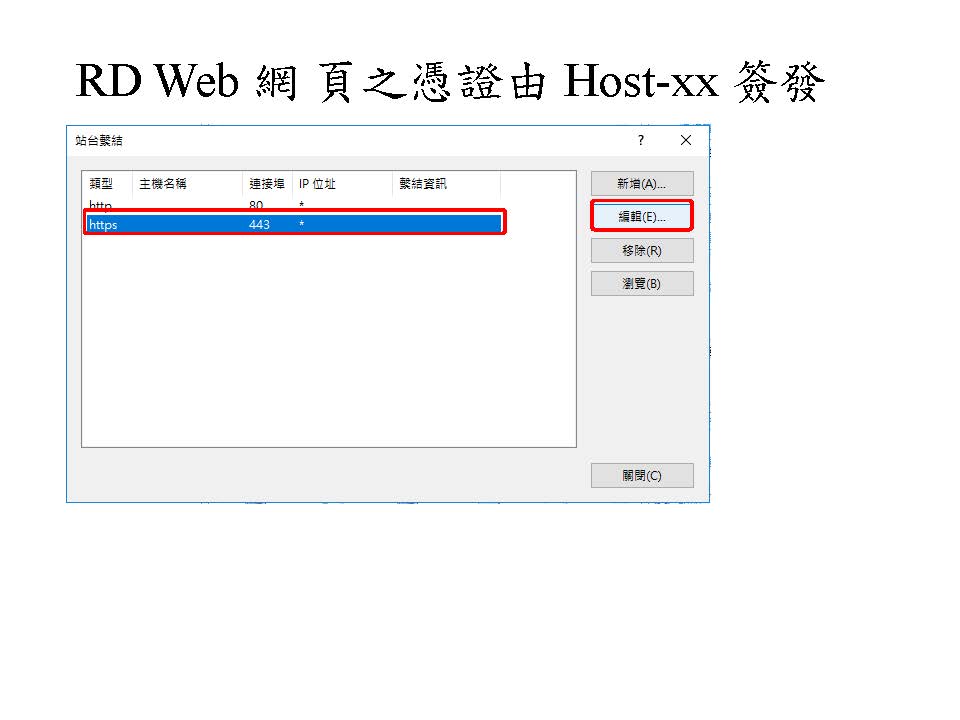 RD Web 網 頁之憑證由 Host-xx 簽發
站台繫結 ?
類型 主機名稱 連接埠 IP 位址 繫結資訊
http 80 *
https 443 *
新增(A)...
編輯(E)...
移除(R)
瀏覽(B)
關閉(C)